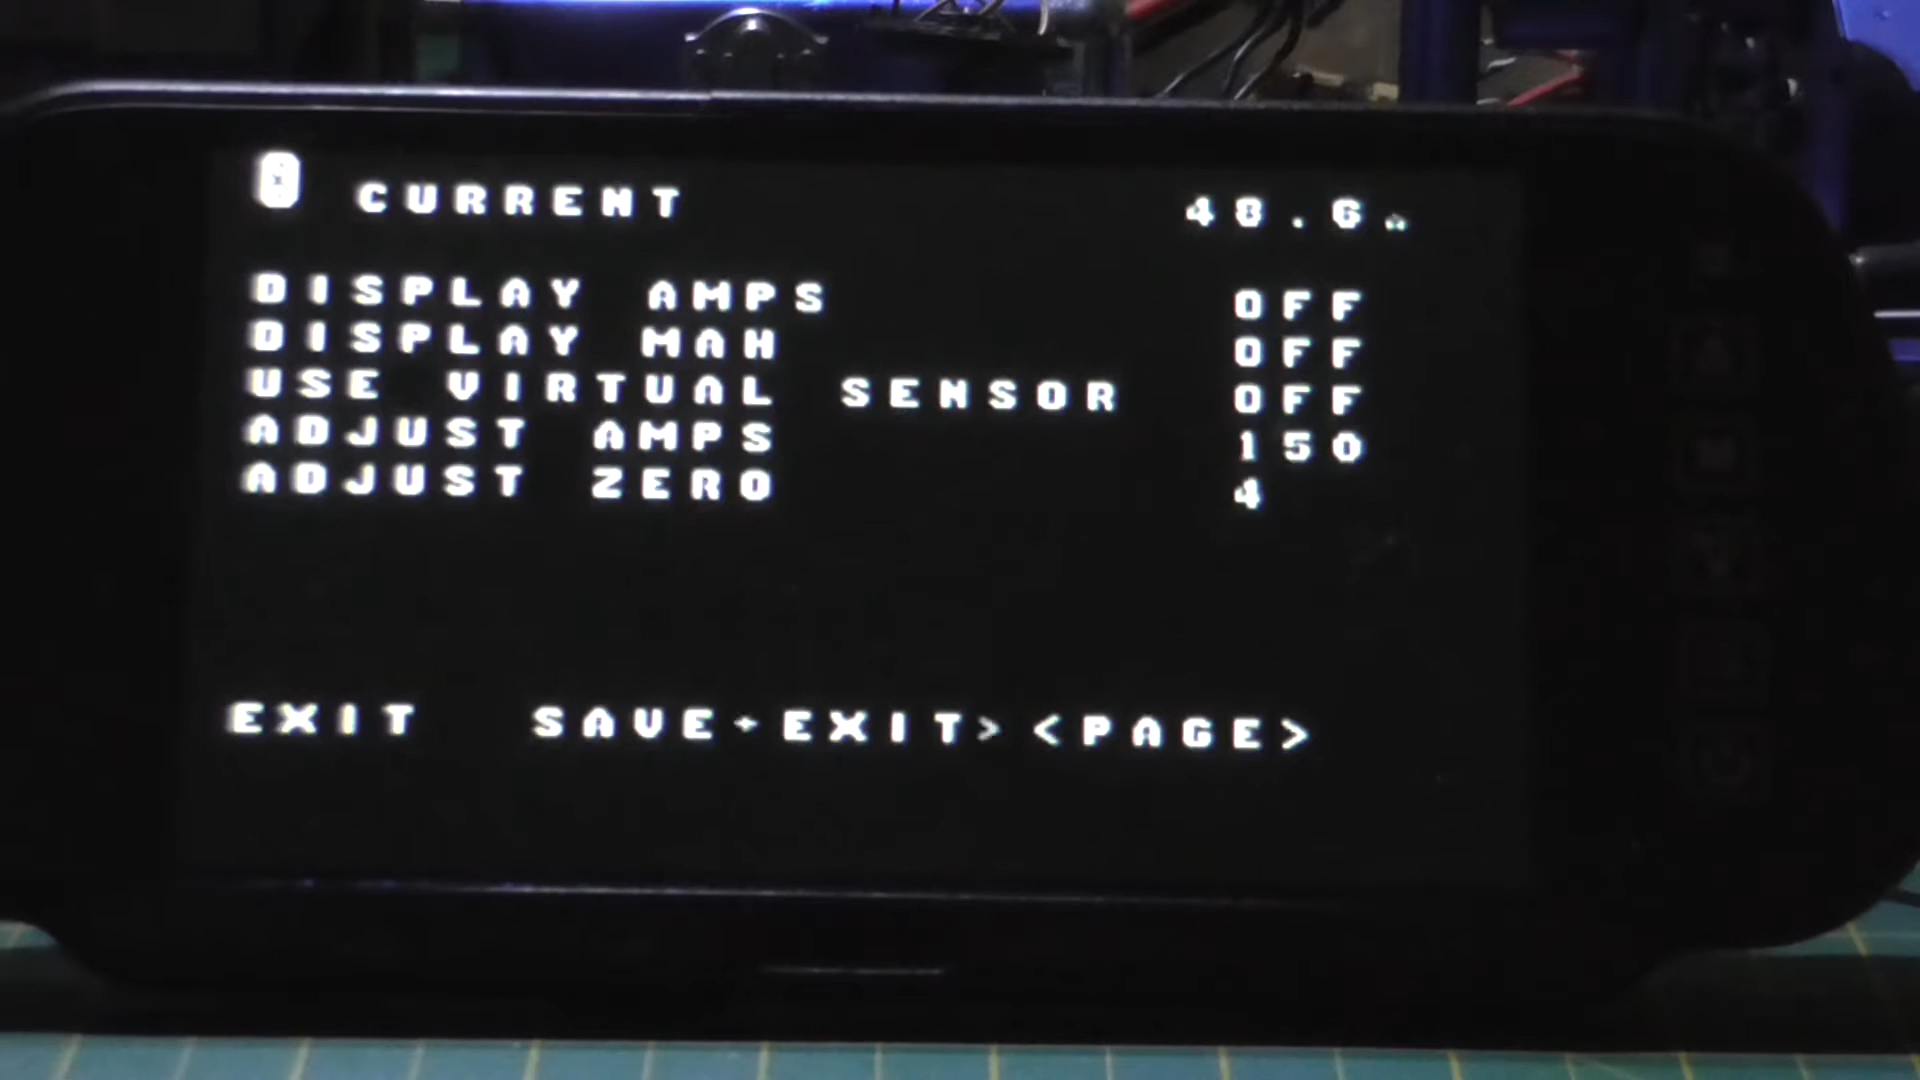 CURRENT 48.6A
DISPLAY AMPS OFF
DISPLAY MAH OFF
USE VIRTUAL SENSOR OFF
ADJUST AMPS 150
ADJUST ZERO 4
EXIT SAVE+EXIT> <PAGE>